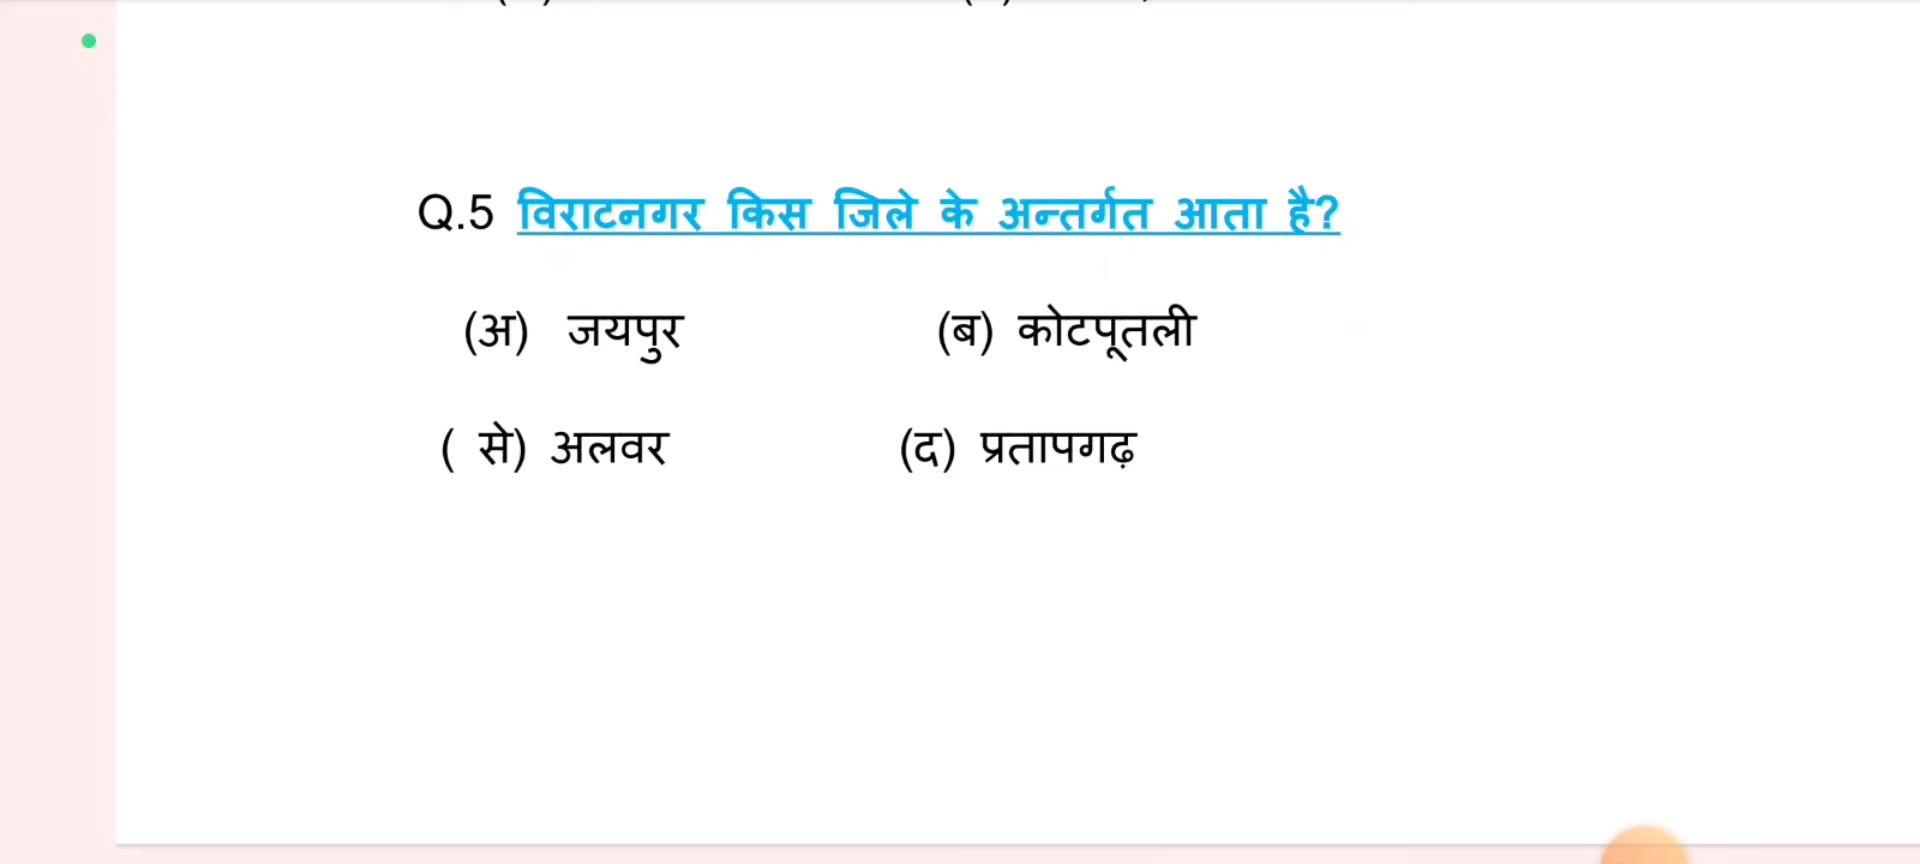 Q.5 विराटनगर किस जिले के अन्तर्गत आता है?
(अ) जयपुर (ब) कोटपूतली
( से) अलवर (द) प्रतापगढ़